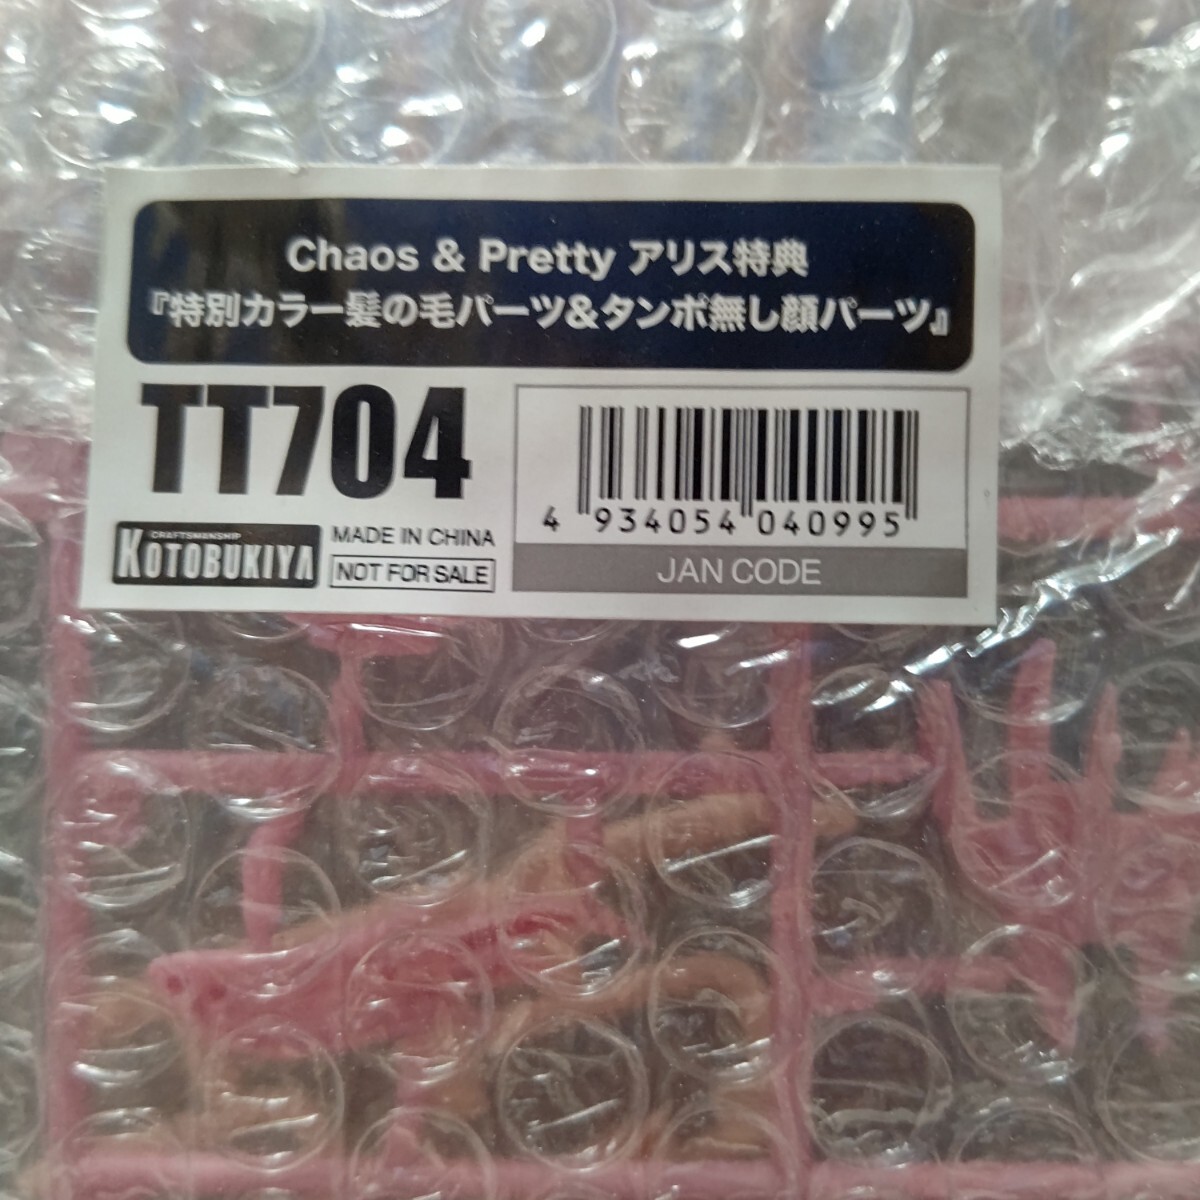 Chaos & Pretty アリス特典
『特別カラー髪の毛パーツ&タンポ無し顔パーツ』
TT704
CRAFTSMANSHIP
KOTOBUKIYA
MADE IN CHINA
NOT FOR SALE
4 934054 040995
JAN CODE